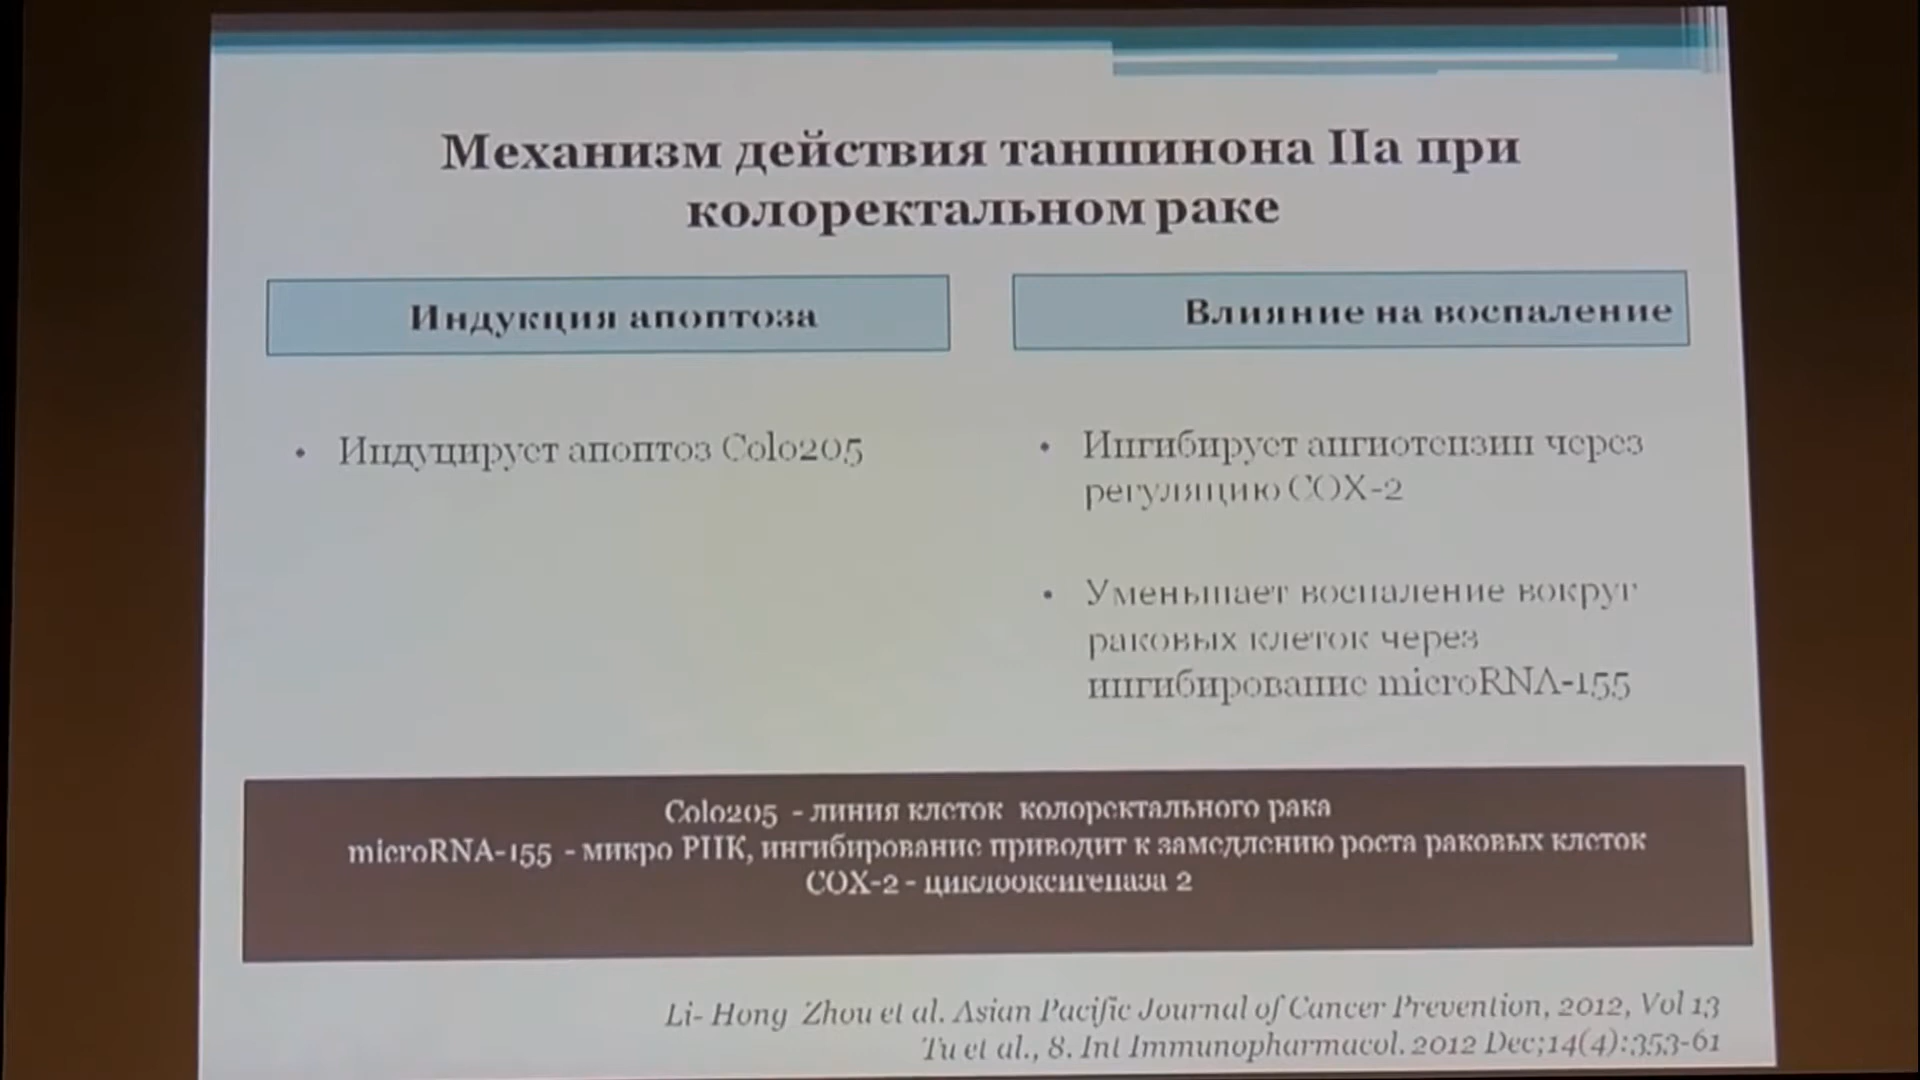 Механизм действия таншинона IIа при
колоректальном раке
Индукция апоптоза
Влияние на воспаление
• Индуцирует апоптоз Colo205
• Ингибирует ангиотензин через
регуляцию COX-2
• Уменьшает воспаление вокруг
раковых клеток через
ингибирование microRNA-155
Colo205 - линия клеток колоректального рака
microRNA-155 - микро РНК, ингибирование приводит к замедлению роста раковых клеток
COX-2 - циклооксигеназа 2
Li- Hong Zhou et al. Asian Pacific Journal of Cancer Prevention, 2012, Vol 13
Tu et al., 8. Int Immunopharmacol. 2012 Dec;14(4):353-61